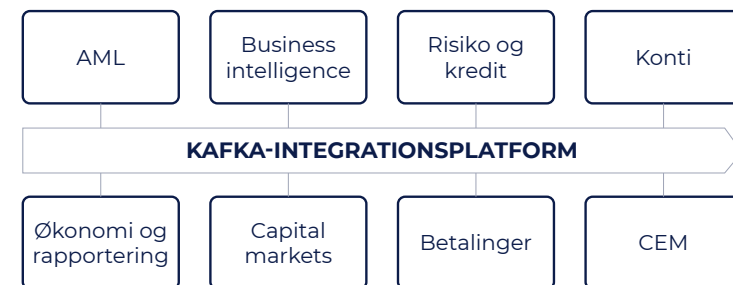 AML
Business
intelligence
Risiko og
kredit
Konti
KAFKA-INTEGRATIONSPLATFORM
Økonomi og
rapportering
Capital
markets
Betalinger
CEM